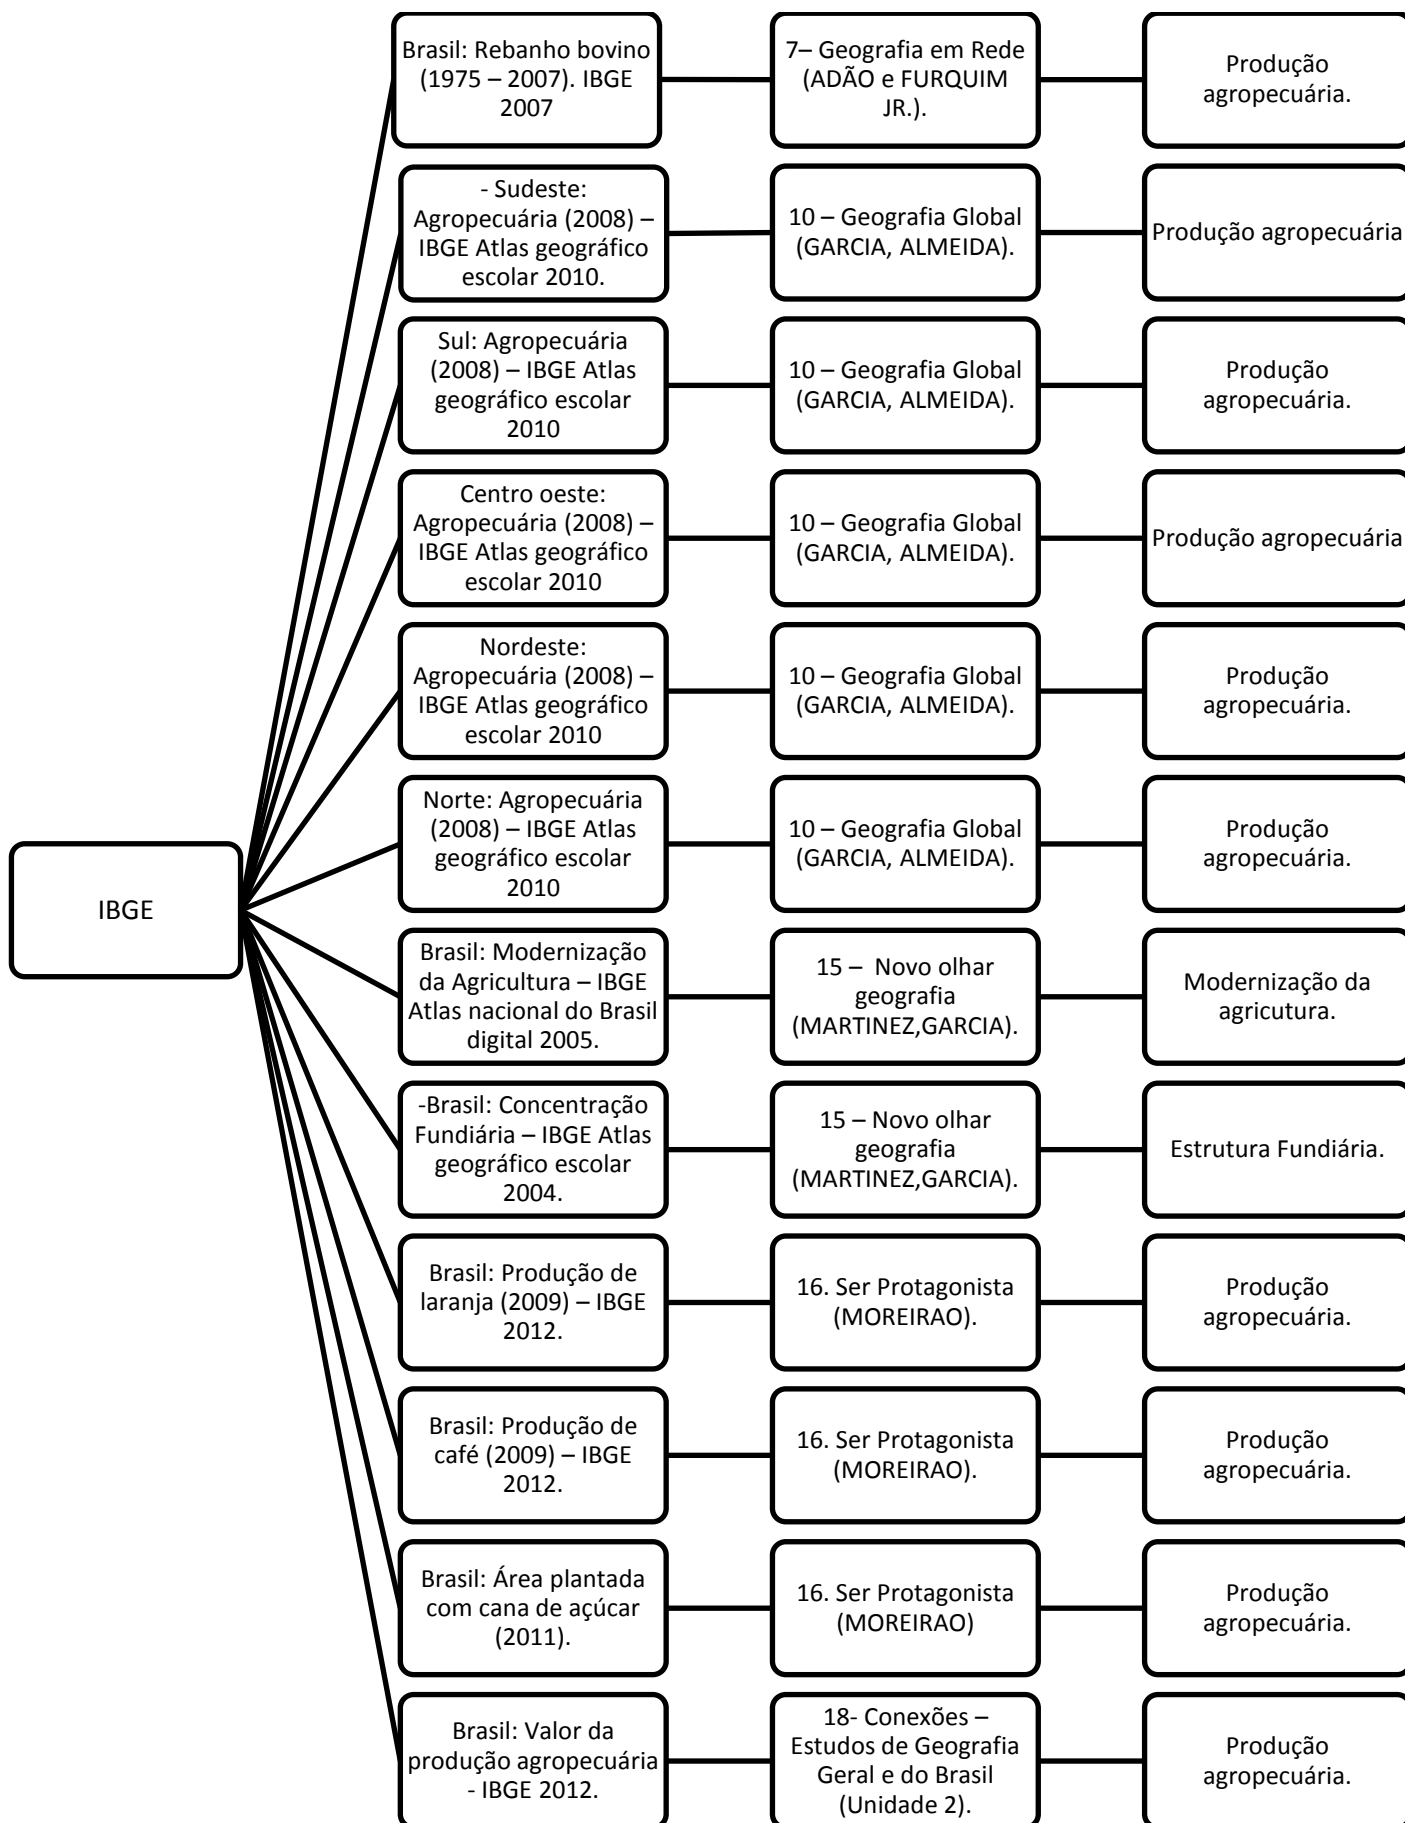 Brasil: Rebanho bovino
(1975 – 2007). IBGE
2007
7– Geografia em Rede
(ADÃO e FURQUIM
JR.).
Produção
agropecuária.
- Sudeste:
Agropecuária (2008) –
IBGE Atlas geográfico
escolar 2010.
10 – Geografia Global
(GARCIA, ALMEIDA).
Produção agropecuária
Sul: Agropecuária
(2008) – IBGE Atlas
geográfico escolar
2010
10 – Geografia Global
(GARCIA, ALMEIDA).
Produção
agropecuária.
Centro oeste:
Agropecuária (2008) –
IBGE Atlas geográfico
escolar 2010
10 – Geografia Global
(GARCIA, ALMEIDA).
Produção agropecuária
Nordeste:
Agropecuária (2008) –
IBGE Atlas geográfico
escolar 2010
10 – Geografia Global
(GARCIA, ALMEIDA).
Produção
agropecuária.
Norte: Agropecuária
(2008) – IBGE Atlas
geográfico escolar
2010
10 – Geografia Global
(GARCIA, ALMEIDA).
Produção
agropecuária.
IBGE
Brasil: Modernização
da Agricultura – IBGE
Atlas nacional do Brasil
digital 2005.
15 – Novo olhar
geografia
(MARTINEZ,GARCIA).
Modernização da
agricutura.
-Brasil: Concentração
Fundiária – IBGE Atlas
geográfico escolar
2004.
15 – Novo olhar
geografia
(MARTINEZ,GARCIA).
Estrutura Fundiária.
Brasil: Produção de
laranja (2009) – IBGE
2012.
16. Ser Protagonista
(MOREIRAO).
Produção
agropecuária.
Brasil: Produção de
café (2009) – IBGE
2012.
16. Ser Protagonista
(MOREIRAO).
Produção
agropecuária.
Brasil: Área plantada
com cana de açúcar
(2011).
16. Ser Protagonista
(MOREIRAO)
Produção
agropecuária.
Brasil: Valor da
produção agropecuária
- IBGE 2012.
18- Conexões –
Estudos de Geografia
Geral e do Brasil
(Unidade 2).
Produção
agropecuária.